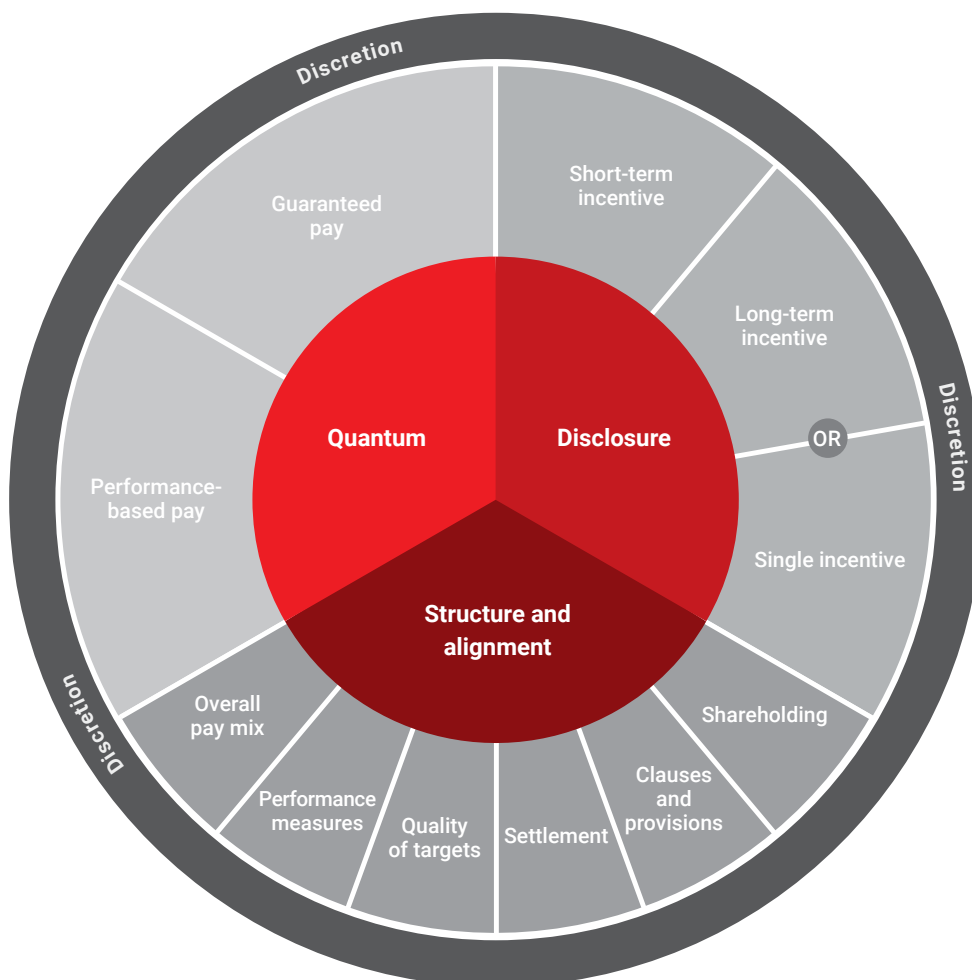 Discretion
Guaranteed
pay
Short-term
incentive
Long-term
incentive
OR
Discretion
Quantum
Disclosure
Performance-
based pay
Single incentive
Structure and
alignment
Discretion
Overall
pay mix
Performance
measures
Quality
of targets
Settlement
Clauses
and
provisions
Shareholding